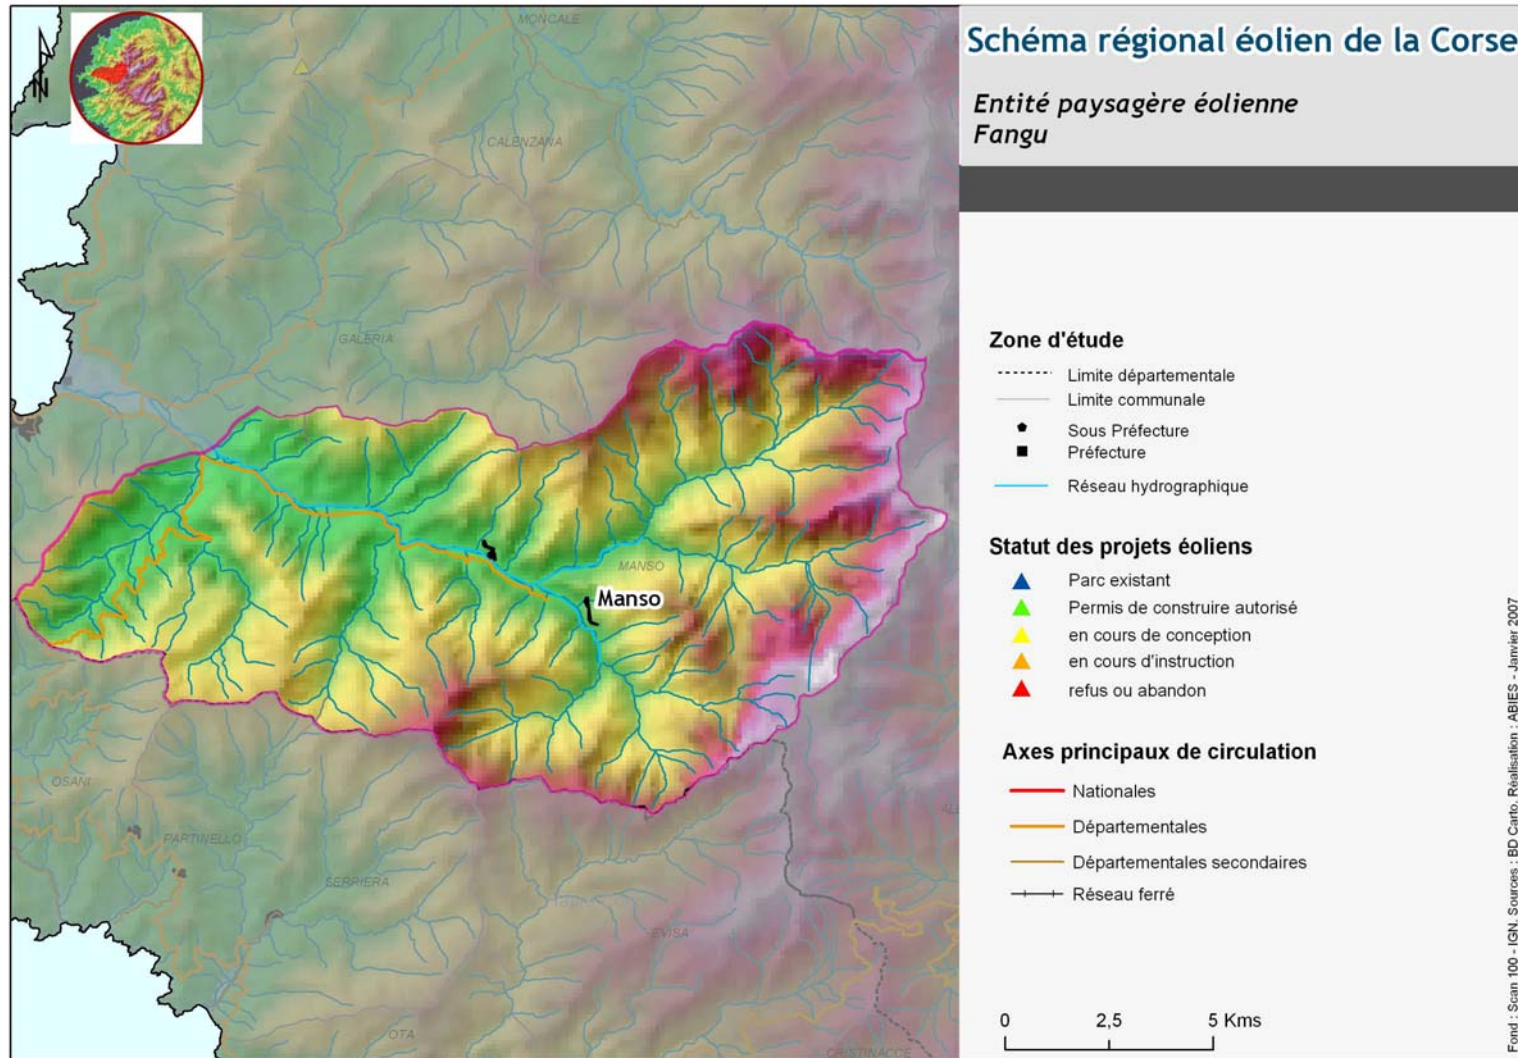 Schéma régional éolien de la Corse
Entité paysagère éolienne
Fangu
N
MONCALE
CALENZANA
GALERIA
MANSO
Manso
OSANI
PARTINELLO
SERRIERA
EVISA
OTA
CRISTINACCE
Zone d'étude
Limite départementale
Limite communale
Sous Préfecture
Préfecture
Réseau hydrographique
Statut des projets éoliens
Parc existant
Permis de construire autorisé
en cours de conception
en cours d'instruction
refus ou abandon
Axes principaux de circulation
Nationales
Départementales
Départementales secondaires
Réseau ferré
0 2,5 5 Kms
Fond : Scan 100 - IGN. Sources : BD Carto. Réalisation : ABIES - Janvier 2007